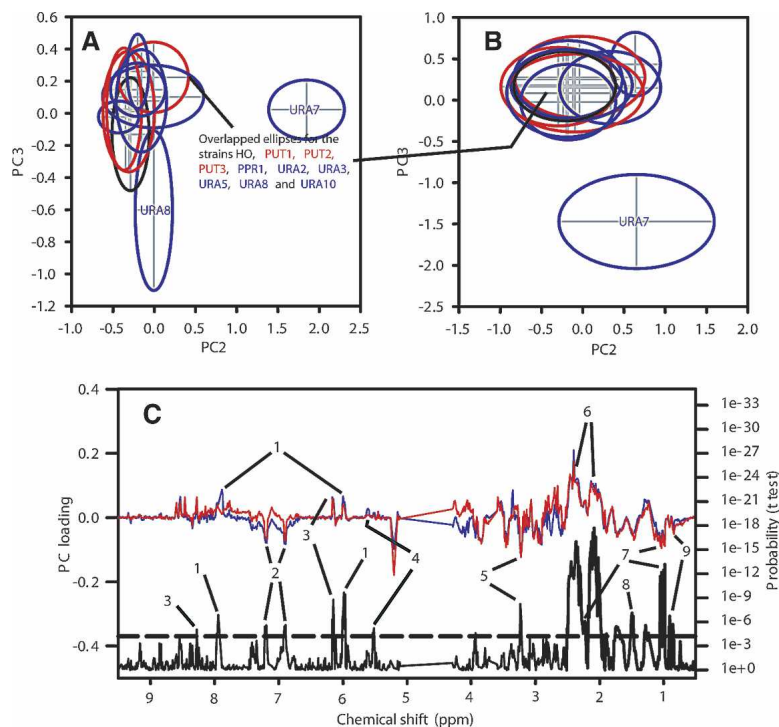 A
B
0.6
0.4
0.2
0.0
-0.2
-0.4
-0.6
-0.8
-1.0
-1.2
PC3
-1.0
-0.5
0.0
0.5
1.0
1.5
2.0
2.5
PC2
URA7
URA8
Overlapped ellipses for the
strains HO, PUT1, PUT2,
PUT3, PPR1, URA2, URA3,
URA5, URA8 and URA10
1.0
0.5
0.0
-0.5
-1.0
-1.5
-2.0
-2.5
PC3
-1.5
-1.0
-0.5
0.0
0.5
1.0
1.5
2.0
PC2
URA7
C
0.4
0.2
0.0
-0.2
-0.4
PC loading
1e-33
1e-30
1e-27
1e-24
1e-21
1e-18
1e-15
1e-12
1e-9
1e-6
1e-3
1e+0
Probability (t test)
1
6
3
1
2
3
1
4
5
7
8
9
9
8
7
6
5
4
3
2
1
Chemical shift (ppm)